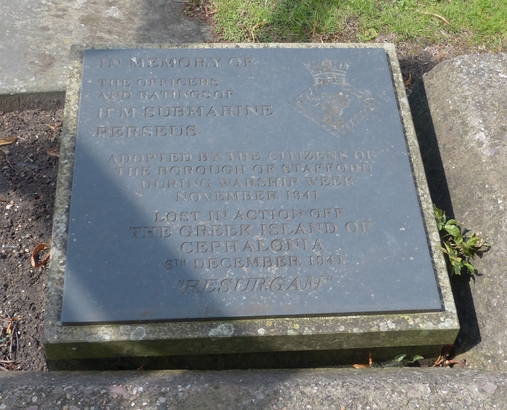 IN MEMORY OF
THE OFFICERS
AND RATINGS OF
H M SUBMARINE
PERSEUS
ADOPTED BY THE CITIZENS OF
THE BOROUGH OF STAFFORD
DURING WARSHIP WEEK
NOVEMBER 1941
LOST IN ACTION OFF
THE GREEK ISLAND OF
CEPHALONIA
6TH DECEMBER 1941
"RESURGAM"